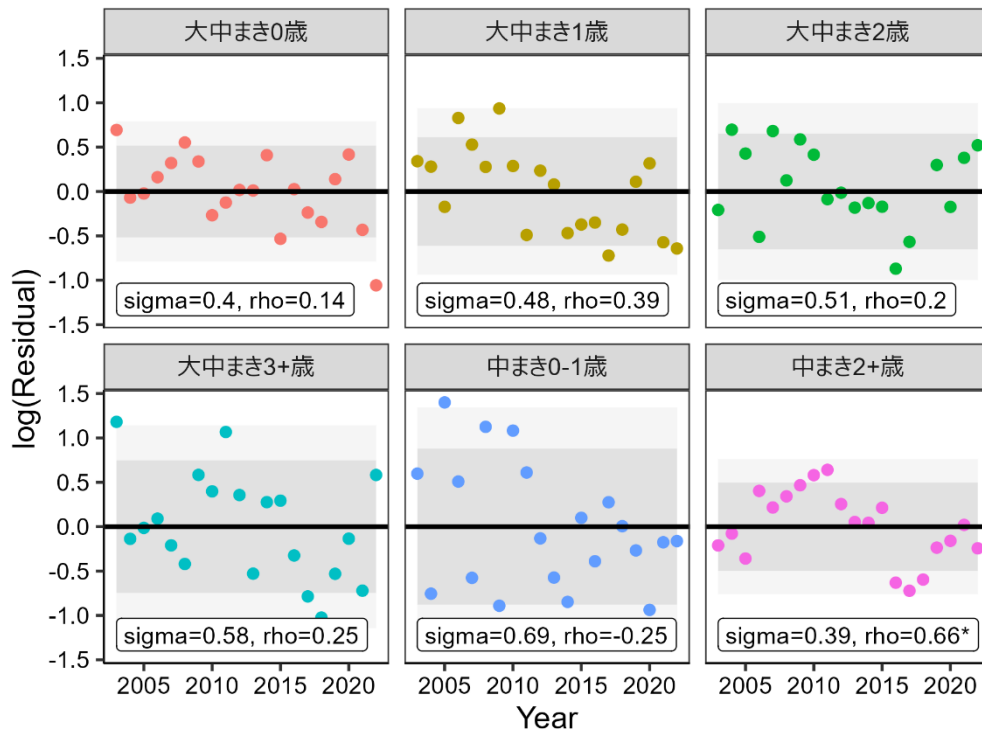 大中まき0歳
大中まき1歳
大中まき2歳
1.5
1.0
0.5
0.0
-0.5
-1.0
-1.5
sigma=0.4, rho=0.14
sigma=0.48, rho=0.39
sigma=0.51, rho=0.2
log(Residual)
大中まき3+歳
中まき0-1歳
中まき2+歳
1.5
1.0
0.5
0.0
-0.5
-1.0
-1.5
sigma=0.58, rho=0.25
sigma=0.69, rho=-0.25
sigma=0.39, rho=0.66*
2005 2010 2015 2020
2005 2010 2015 2020
2005 2010 2015 2020
Year